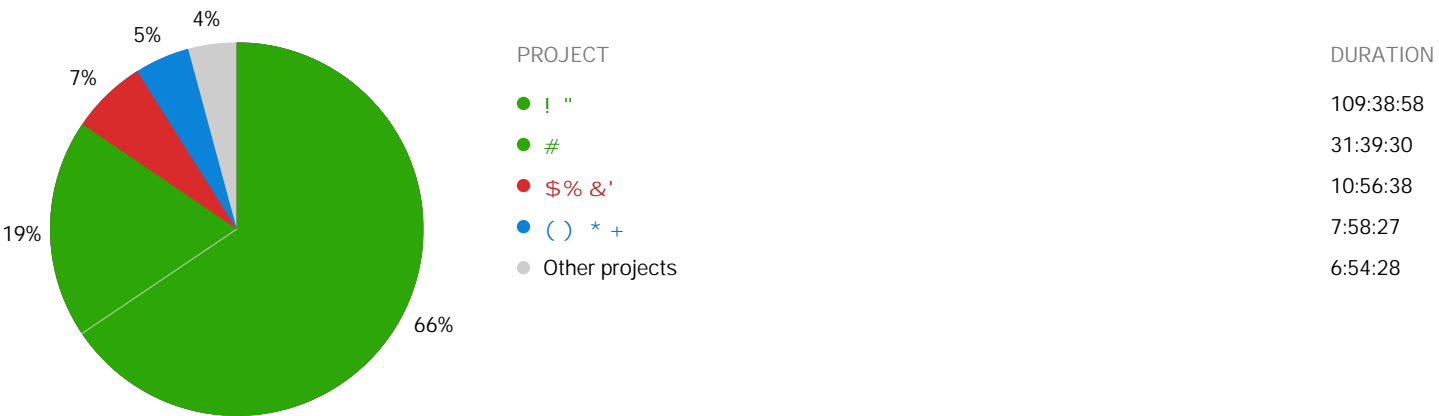 4%
5%
7%
19%
66%
PROJECT DURATION
! " 109:38:58
# 31:39:30
$% &' 10:56:38
() * + 7:58:27
Other projects 6:54:28